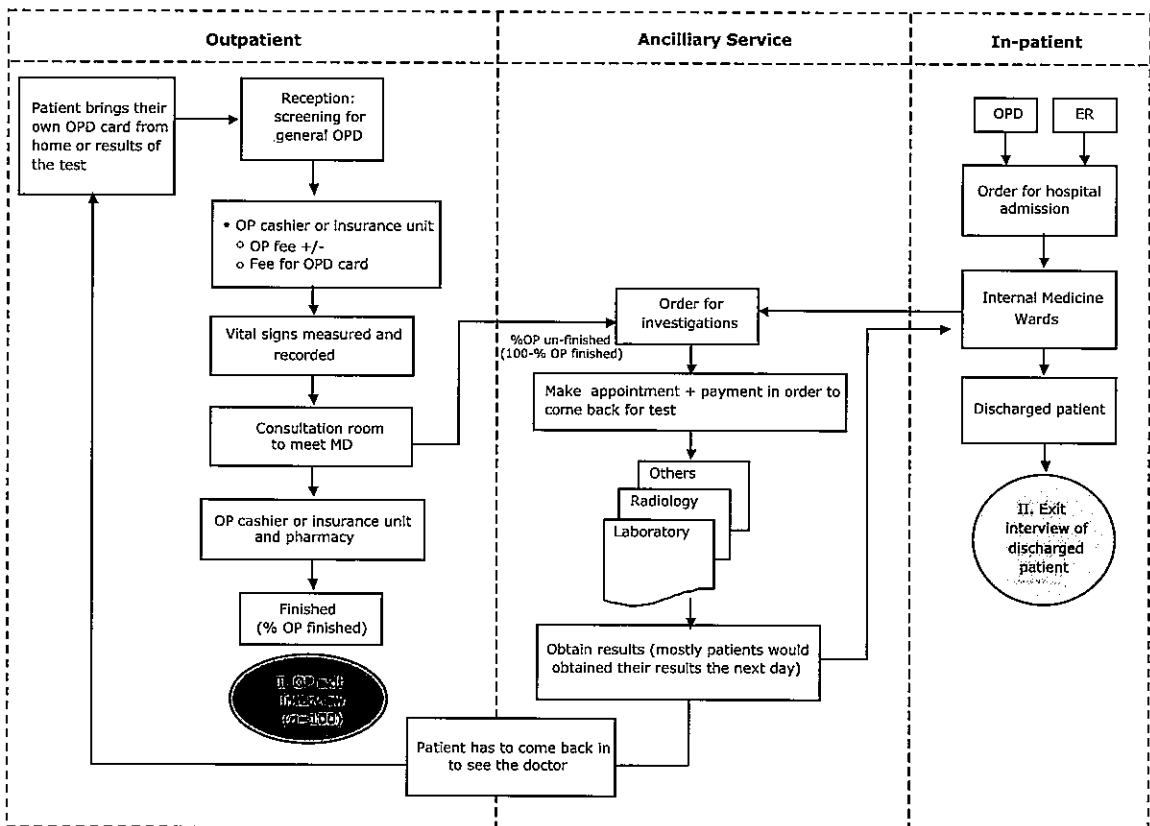 Outpatient
Ancilliary Service
In-patient
Patient brings their
own OPD card from
home or results of
the test
Reception:
screening for
general OPD
• OP cashier or insurance unit
o OP fee +/-
o Fee for OPD card
Vital signs measured and
recorded
Consultation room
to meet MD
OP cashier or insurance unit
and pharmacy
Finished
(% OP finished)
(n=100)
%OP un-finished
(100-% OP finished)
Order for
investigations
Make appointment + payment in order to
come back for test
Others
Radiology
Laboratory
Obtain results (mostly patients would
obtained their results the next day)
Patient has to come back in
to see the doctor
OPD
ER
Order for hospital
admission
Internal Medicine
Wards
Discharged patient
II. Exit
interview of
discharged
patient